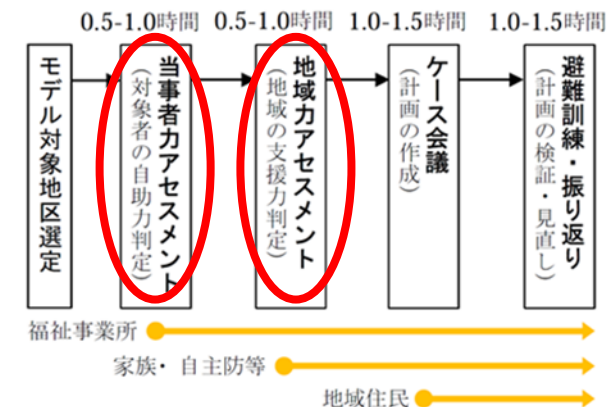 0.5-1.0時間 0.5-1.0時間 1.0-1.5時間 1.0-1.5時間
モデル対象地区選定
当事者力アセスメント
(対象者の自助力判定)
地域力アセスメント
(地域の支援力判定)
ケース会議
(計画の作成)
避難訓練・振り返り
(計画の検証・見直し)
福祉事業所
家族・自主防等
地域住民